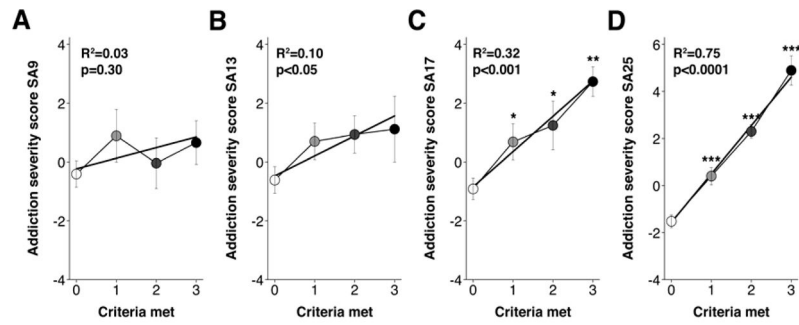 A
R²=0.03
p=0.30
Addiction severity score SA9
4
2
0
-2
-4
0 1 2 3
Criteria met
B
R²=0.10
p<0.05
Addiction severity score SA13
4
2
0
-2
-4
0 1 2 3
Criteria met
C
R²=0.32
p<0.001
Addiction severity score SA17
4
2
0
-2
-4
*
*
**
0 1 2 3
Criteria met
D
R²=0.75
p<0.0001
Addiction severity score SA25
6
4
2
0
-2
-4
***
***
***
0 1 2 3
Criteria met